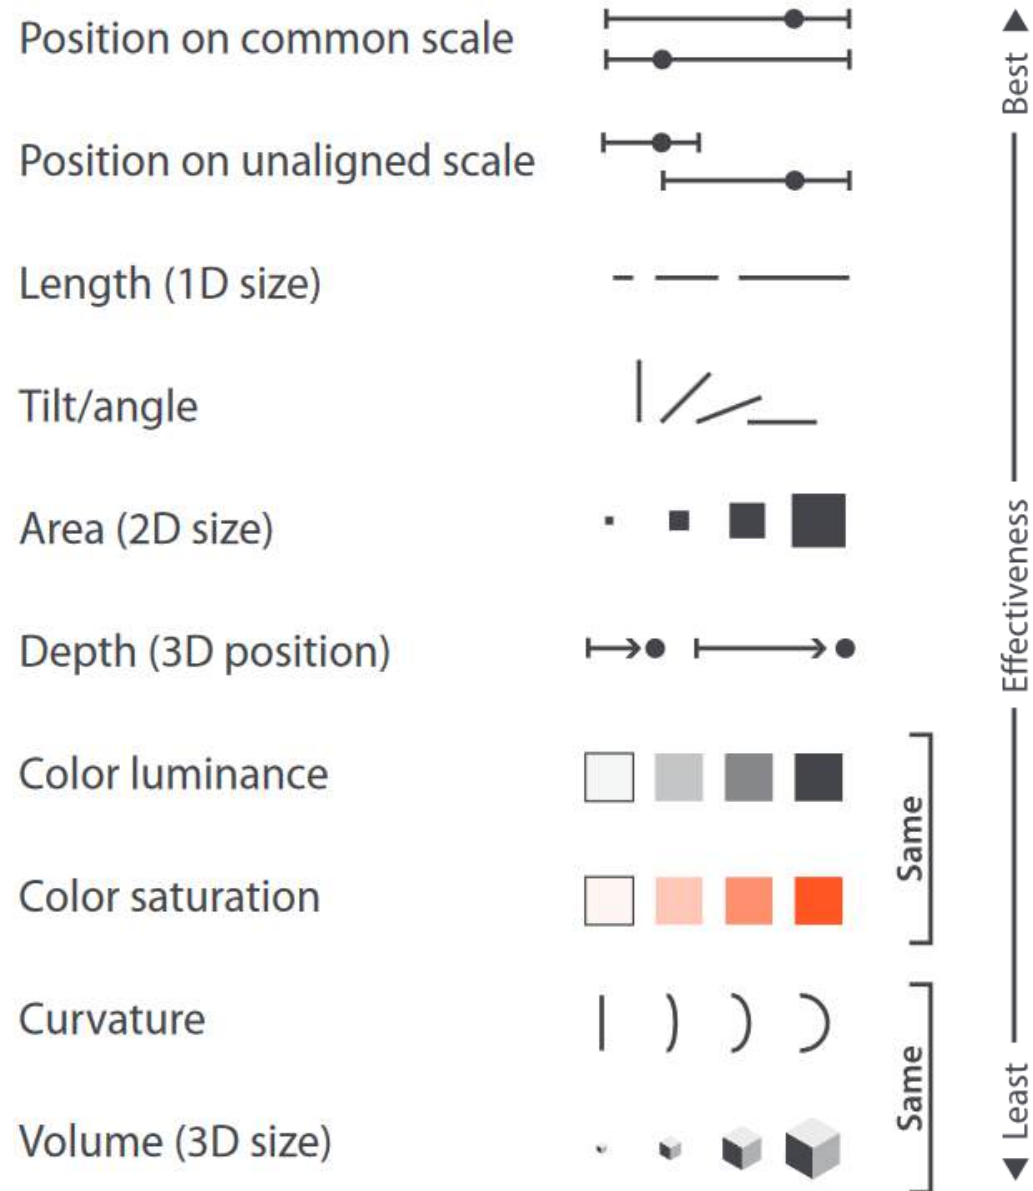 Position on common scale
Position on unaligned scale
Length (1D size)
Tilt/angle
Area (2D size)
Depth (3D position)
Color luminance
Color saturation
Curvature
Volume (3D size)
Same
Same
Best
Effectiveness
Least